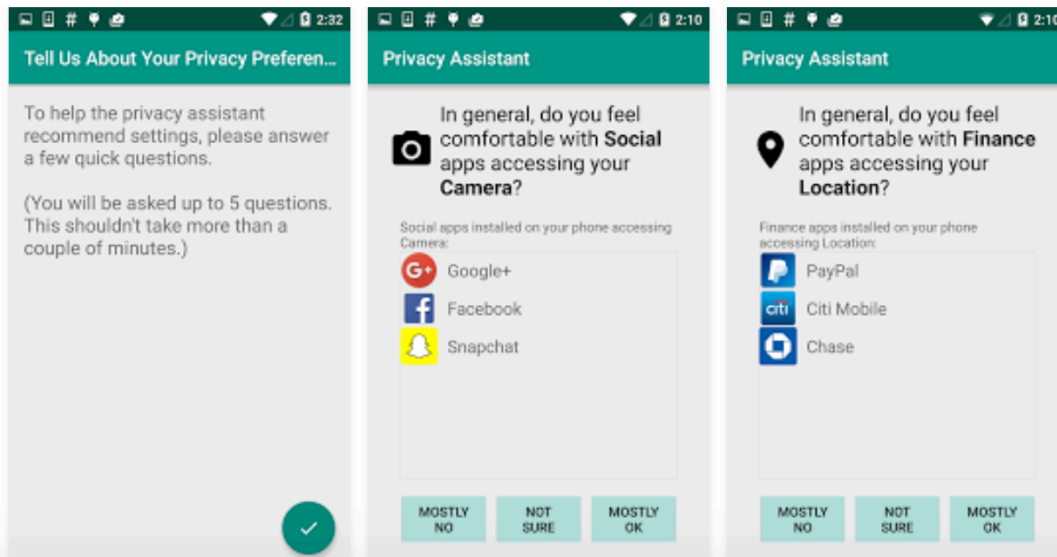 2:32
Tell Us About Your Privacy Preferen...
To help the privacy assistant
recommend settings, please answer
a few quick questions.
(You will be asked up to 5 questions.
This shouldn't take more than a
couple of minutes.)
2:10
Privacy Assistant
In general, do you feel
comfortable with Social
apps accessing your
Camera?
Social apps installed on your phone accessing
Camera:
G+ Google+
f Facebook
Snapchat
MOSTLY
NO
NOT
SURE
MOSTLY
OK
2:10
Privacy Assistant
In general, do you feel
comfortable with Finance
apps accessing your
Location?
Finance apps installed on your phone
accessing Location:
PayPal
citi Citi Mobile
Chase
MOSTLY
NO
NOT
SURE
MOSTLY
OK